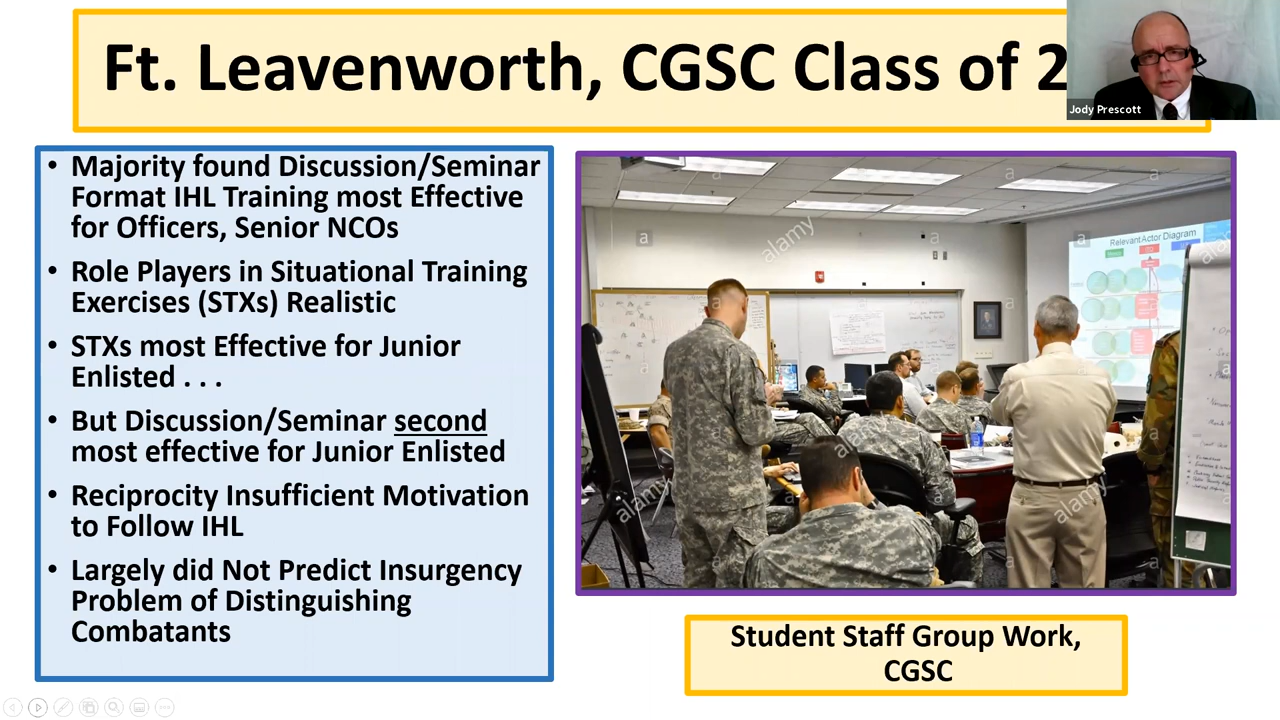 Ft. Leavenworth, CGSC Class of 2
Jody Prescott
• Majority found Discussion/Seminar
Format IHL Training most Effective
for Officers, Senior NCOs
• Role Players in Situational Training
Exercises (STXs) Realistic
• STXs most Effective for Junior
Enlisted . . .
• But Discussion/Seminar second
most effective for Junior Enlisted
• Reciprocity Insufficient Motivation
to Follow IHL
• Largely did Not Predict Insurgency
Problem of Distinguishing
Combatants
Relevant Actor Diagram
alamy
alamy
alamy
Student Staff Group Work,
CGSC